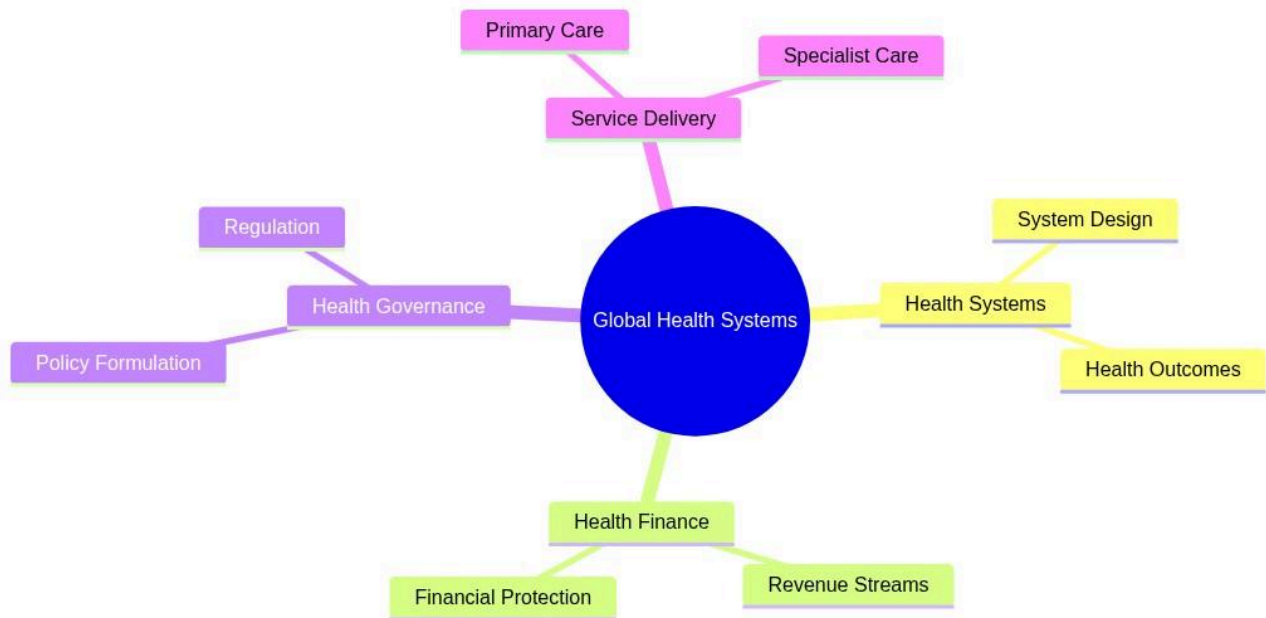 Primary Care
Specialist Care
Service Delivery
Regulation
System Design
Health Governance
Global Health Systems
Health Systems
Policy Formulation
Health Outcomes
Health Finance
Financial Protection
Revenue Streams